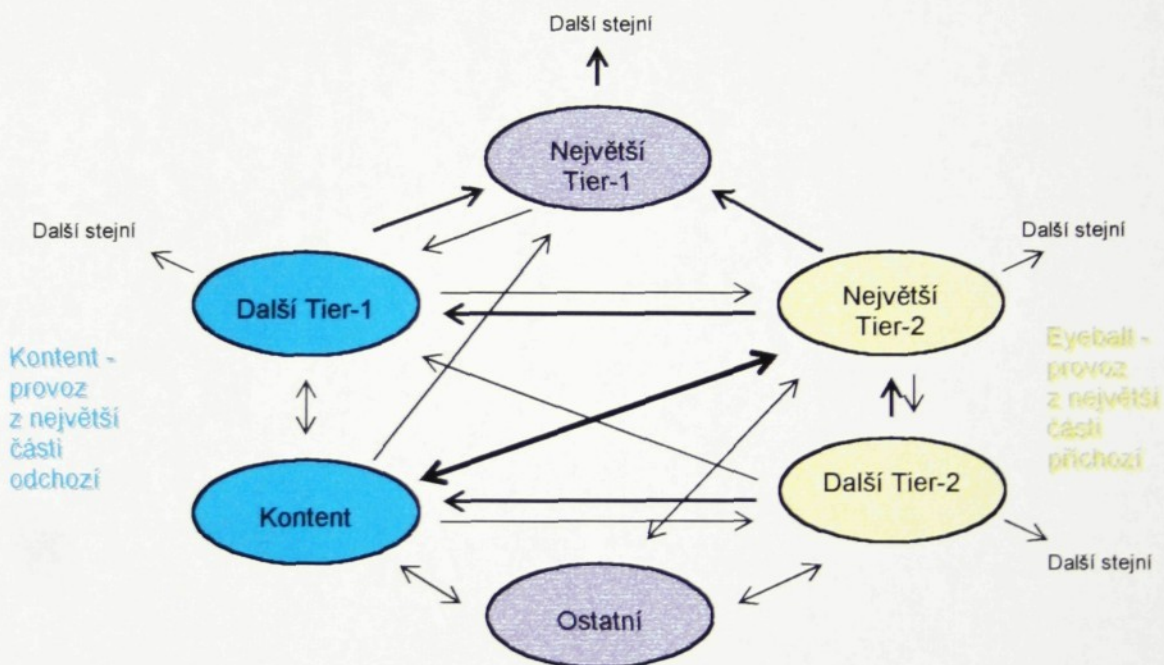 Další stejní
Největší
Tier-1
Další stejní
Další stejní
Další Tier-1
Největší
Tier-2
Kontent -
provoz
z největší
části
odchozí
Eyeball -
provoz
z největší
části
příchozí
Kontent
Další Tier-2
Další stejní
Ostatní